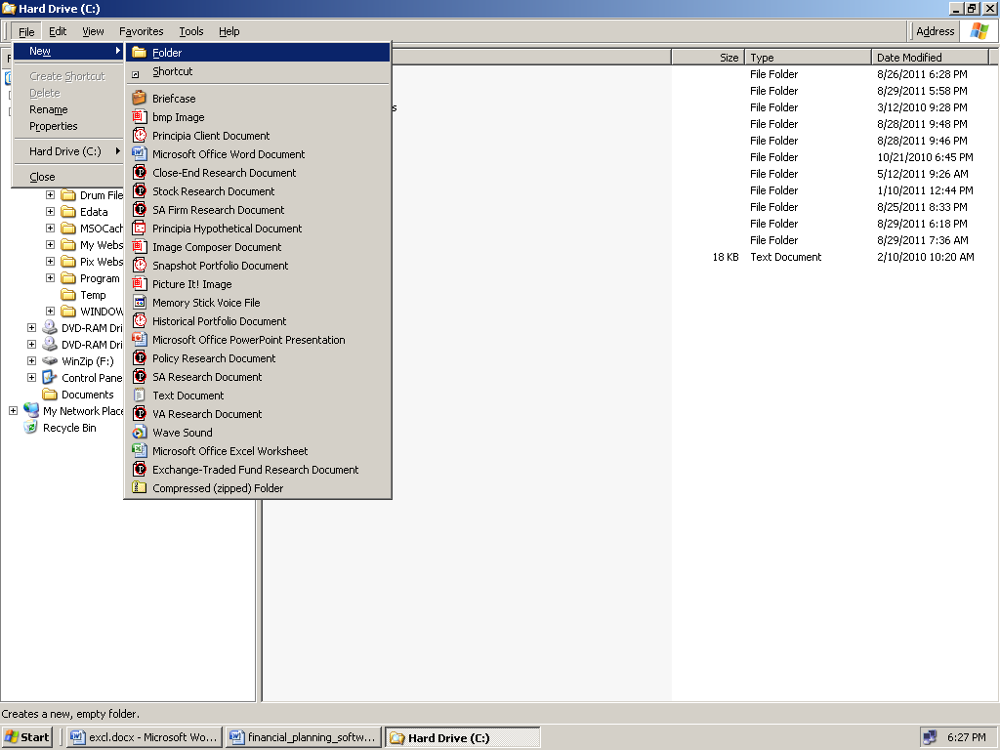 Hard Drive (C:)
File Edit View Favorites Tools Help Address
Size Type Date Modified
New
Create Shortcut
Delete
Rename
Properties
Hard Drive (C:)
Close
Folder
Shortcut
Briefcase
bmp Image
Principia Client Document
Microsoft Office Word Document
Close-End Research Document
Stock Research Document
SA Firm Research Document
Principia Hypothetical Document
Image Composer Document
Snapshot Portfolio Document
Picture It! Image
Memory Stick Voice File
Historical Portfolio Document
Microsoft Office PowerPoint Presentation
Policy Research Document
SA Research Document
Text Document
VA Research Document
Wave Sound
Microsoft Office Excel Worksheet
Exchange-Traded Fund Research Document
Compressed (zipped) Folder
Drum File
Edata
MSOCach
My Webs
Pix Webs
Program
Temp
WINDOW
DVD-RAM Dri
DVD-RAM Dri
WinZip (F:)
Control Pane
Documents
My Network Place
Recycle Bin
File Folder 8/26/2011 6:28 PM
File Folder 8/29/2011 5:58 PM
s File Folder 3/12/2010 9:28 PM
File Folder 8/28/2011 9:48 PM
File Folder 8/28/2011 9:46 PM
File Folder 10/21/2010 6:45 PM
File Folder 5/12/2011 9:26 AM
File Folder 1/10/2011 12:44 PM
File Folder 8/25/2011 8:33 PM
File Folder 8/29/2011 6:18 PM
File Folder 8/29/2011 7:36 AM
18 KB Text Document 2/10/2010 10:20 AM
Creates a new, empty folder.
Start excl.docx - Microsoft Wo... financial_planning_softw... Hard Drive (C:) 6:27 PM